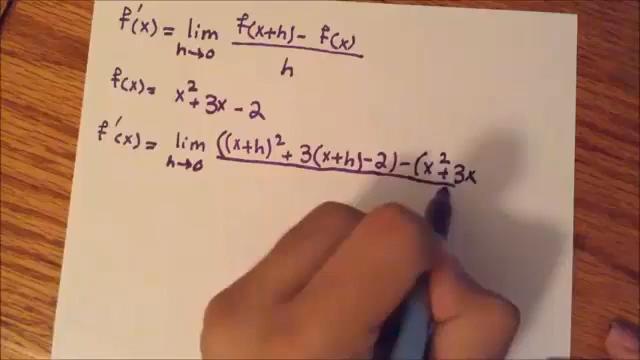 f'(x) = lim h→0 f(x+h) - f(x) / h
f(x) = x² + 3x - 2
f'(x) = lim h→0 ((x+h)² + 3(x+h) - 2) - (x² + 3x